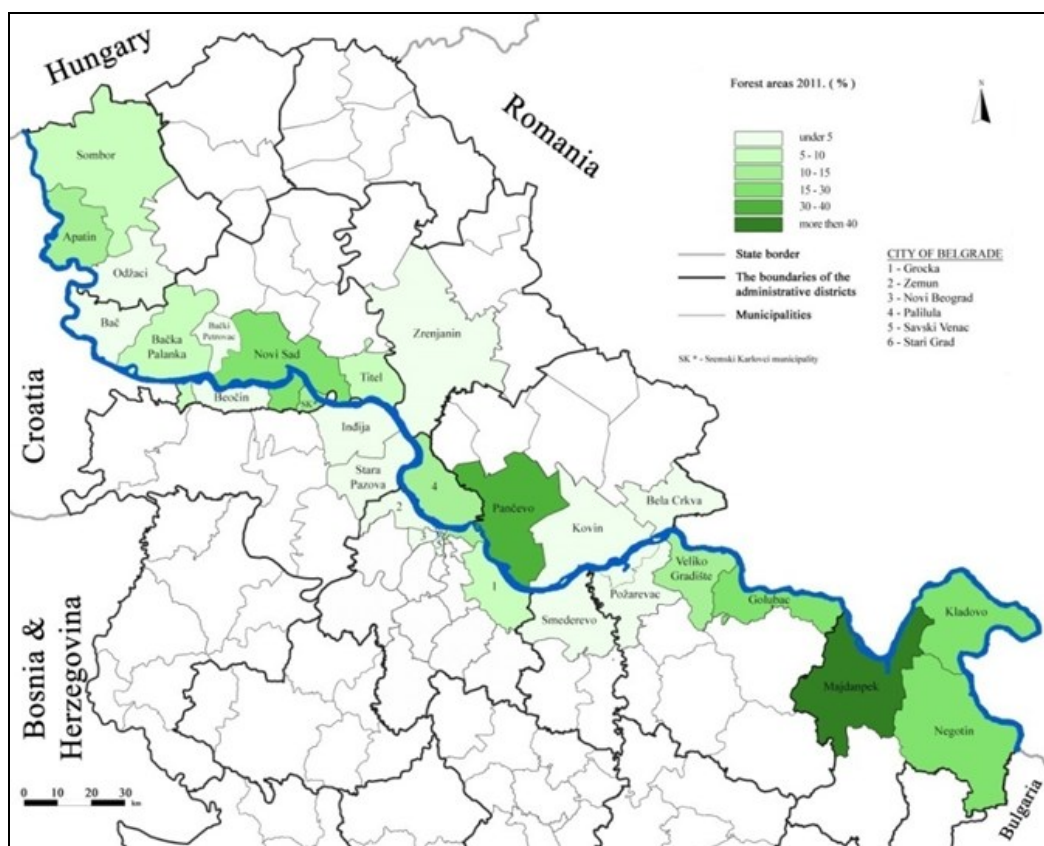 Hungary
Romania
Croatia
Bosnia &
Herzegovina
Bulgaria
Forest areas 2011. ( % )
under 5
5 - 10
10 - 15
15 - 30
30 - 40
more then 40
N
State border
The boundaries of the
administrative districts
Municipalities
SK * - Sremski Karlovci municipality
CITY OF BELGRADE
1 - Grocka
2 - Zemun
3 - Novi Beograd
4 - Palilula
5 - Savski Venac
6 - Stari Grad
Sombor
Apatin
Odžaci
Bač
Bačka
Palanka
Bački
Petrovac
Novi Sad
Titel
Zrenjanin
Beočin
SK*
Inđija
Stara
Pazova
4
2
3
1
Pančevo
Kovin
Bela Crkva
Smederevo
Požarevac
Veliko
Gradište
Golubac
Majdanpek
Kladovo
Negotin
0 10 20 30
km